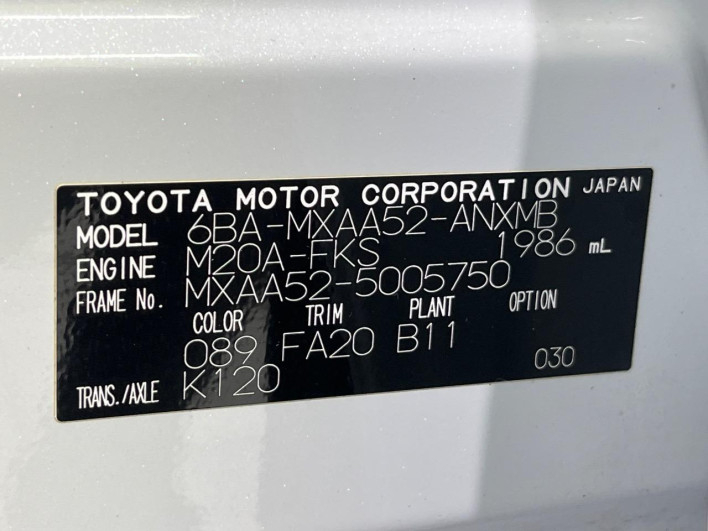 TOYOTA MOTOR CORPORATION JAPAN
MODEL 6BA-MXAA52-ANXMB
ENGINE M20A-FKS 1986 mL
FRAME No. MXAA52-5005750
COLOR TRIM PLANT OPTION
089 FA20 B11 030
TRANS./AXLE K120